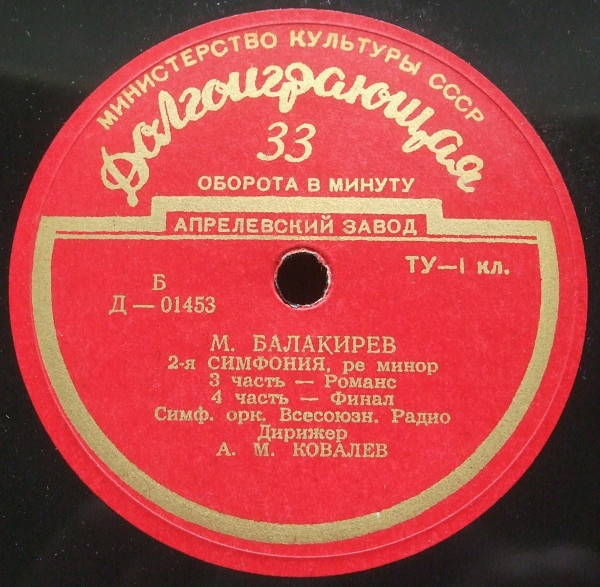 МИНИСТЕРСТВО КУЛЬТУРЫ СССР
Долгоиграющая
33
ОБОРОТА В МИНУТУ
АПРЕЛЕВСКИЙ ЗАВОД
ТУ—I кл.
Б
Д — 01453
М. БАЛАКИРЕВ
2-я СИМФОНИЯ, ре минор
3 часть — Романс
4 часть — Финал
Симф. орк. Всесоюзн. Радио
Дирижер
А. М. КОВАЛЕВ